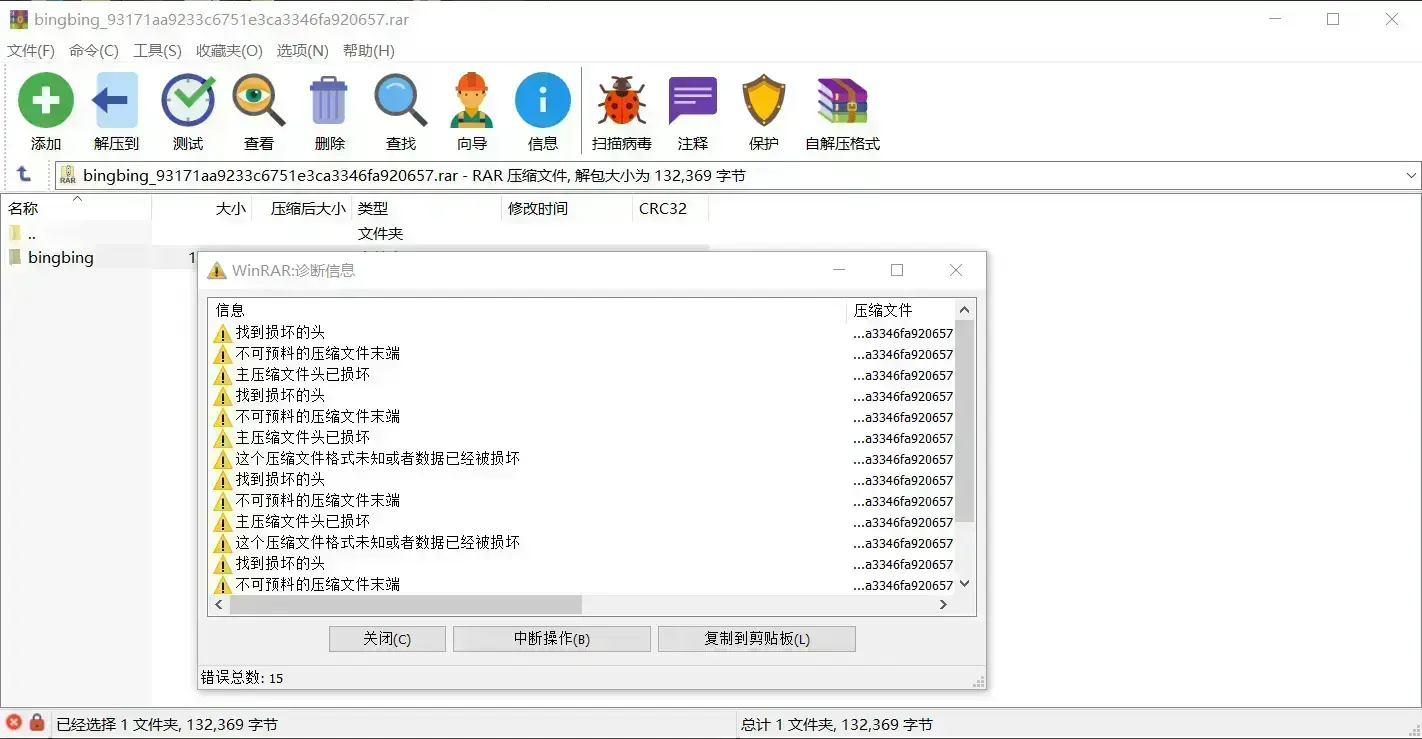 bingbing_93171aa9233c6751e3ca3346fa920657.rar
文件(F) 命令(C) 工具(S) 收藏夹(O) 选项(N) 帮助(H)
添加 解压到 测试 查看 删除 查找 向导 信息 扫描病毒 注释 保护 自解压格式
RAR bingbing_93171aa9233c6751e3ca3346fa920657.rar - RAR 压缩文件, 解包大小为 132,369 字节
名称 大小 压缩后大小 类型 修改时间 CRC32
.. 文件夹
bingbing 1
WinRAR:诊断信息
信息 压缩文件
找到损坏的头 ...a3346fa920657
不可预料的压缩文件末端 ...a3346fa920657
主压缩文件头已损坏 ...a3346fa920657
找到损坏的头 ...a3346fa920657
不可预料的压缩文件末端 ...a3346fa920657
主压缩文件头已损坏 ...a3346fa920657
这个压缩文件格式未知或者数据已经被损坏 ...a3346fa920657
找到损坏的头 ...a3346fa920657
不可预料的压缩文件末端 ...a3346fa920657
主压缩文件头已损坏 ...a3346fa920657
这个压缩文件格式未知或者数据已经被损坏 ...a3346fa920657
找到损坏的头 ...a3346fa920657
不可预料的压缩文件末端 ...a3346fa920657
关闭(C) 中断操作(B) 复制到剪贴板(L)
错误总数: 15
已经选择 1 文件夹, 132,369 字节 总计 1 文件夹, 132,369 字节